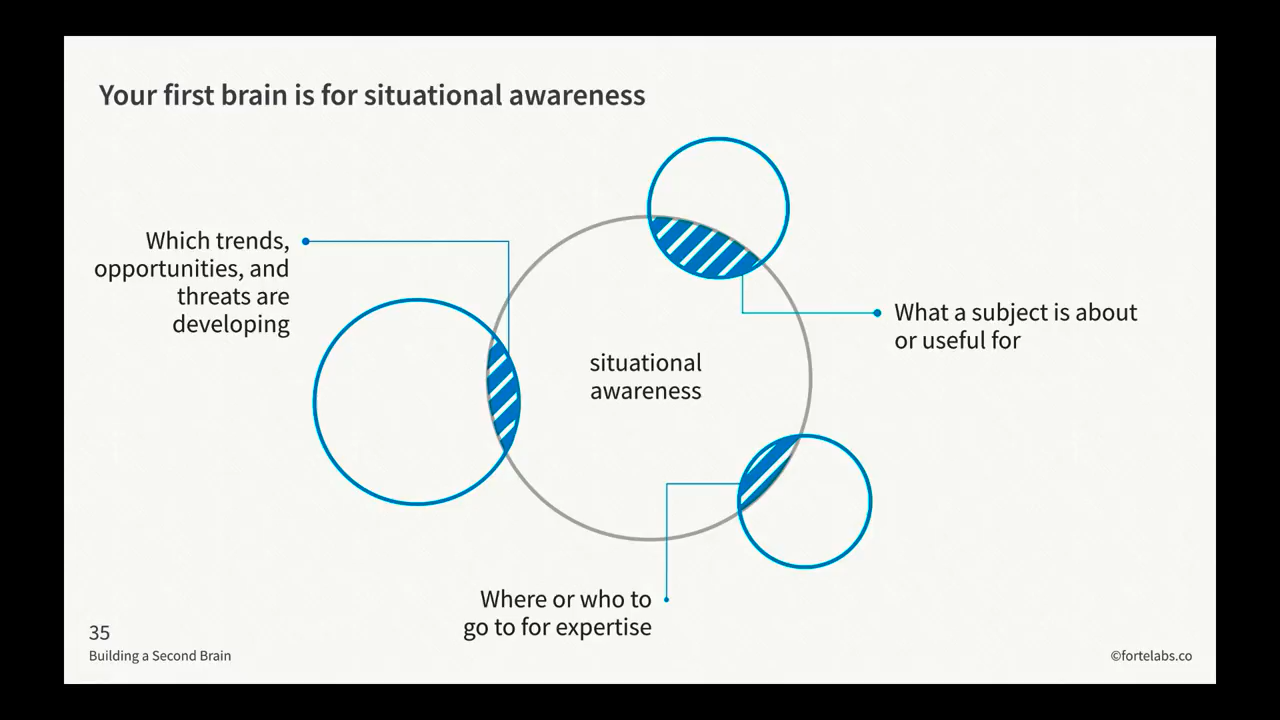 Your first brain is for situational awareness
Which trends,
opportunities, and
threats are
developing
What a subject is about
or useful for
situational
awareness
Where or who to
go to for expertise
35
Building a Second Brain
©fortelabs.co